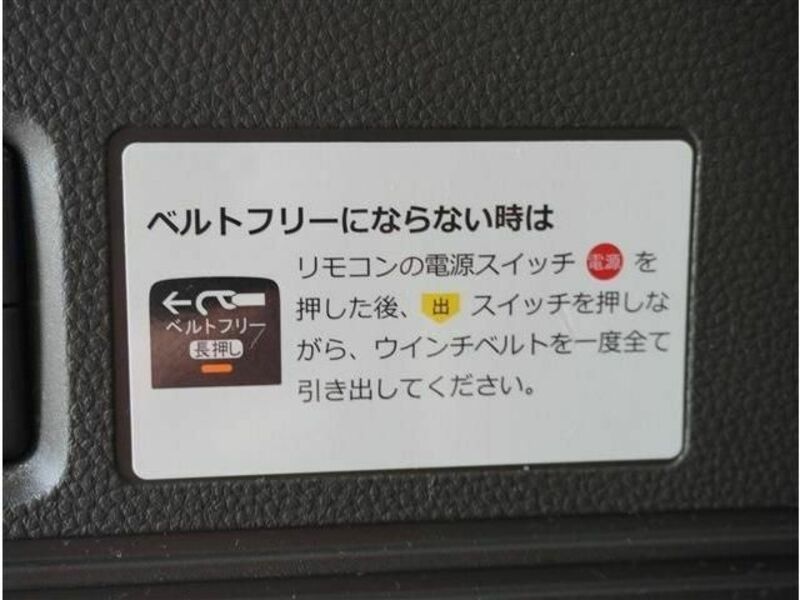 ベルトフリーにならない時は
リモコンの電源スイッチ 電源 を
押した後、 出 スイッチを押しな
がら、ウインチベルトを一度全て
引き出してください。
ベルトフリー
長押し